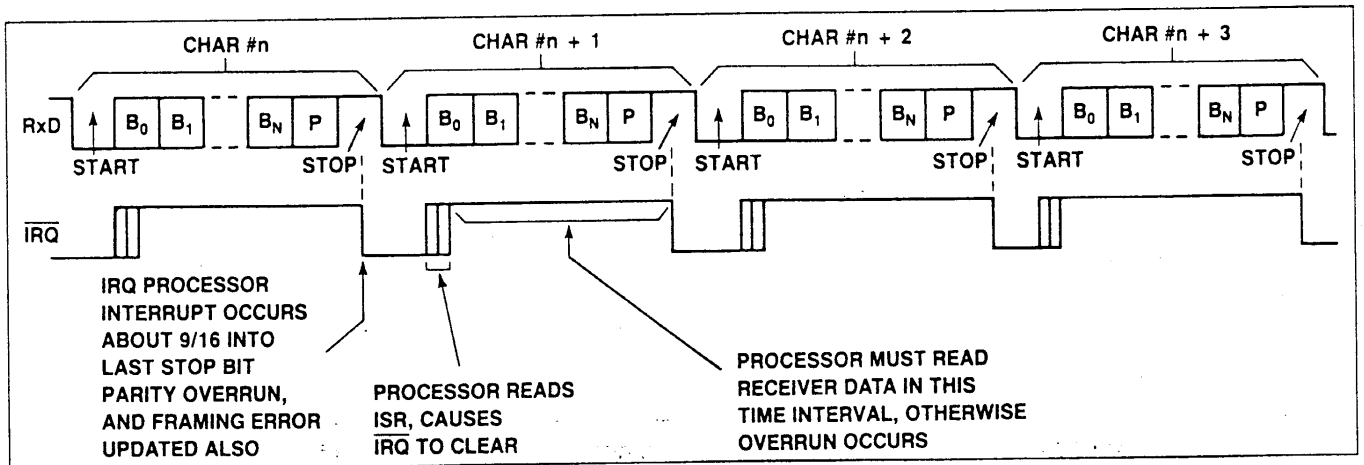 CHAR #n
CHAR #n + 1
CHAR #n + 2
CHAR #n + 3
RxD
B0 B1 BN P
B0 B1 BN P
B0 B1 BN P
B0 B1 BN P
START
STOP
START
STOP
START
STOP
START
STOP
IRQ
IRQ PROCESSOR
INTERRUPT OCCURS
ABOUT 9/16 INTO
LAST STOP BIT
PARITY OVERRUN,
AND FRAMING ERROR
UPDATED ALSO
PROCESSOR READS
ISR, CAUSES
IRQ TO CLEAR
PROCESSOR MUST READ
RECEIVER DATA IN THIS
TIME INTERVAL, OTHERWISE
OVERRUN OCCURS